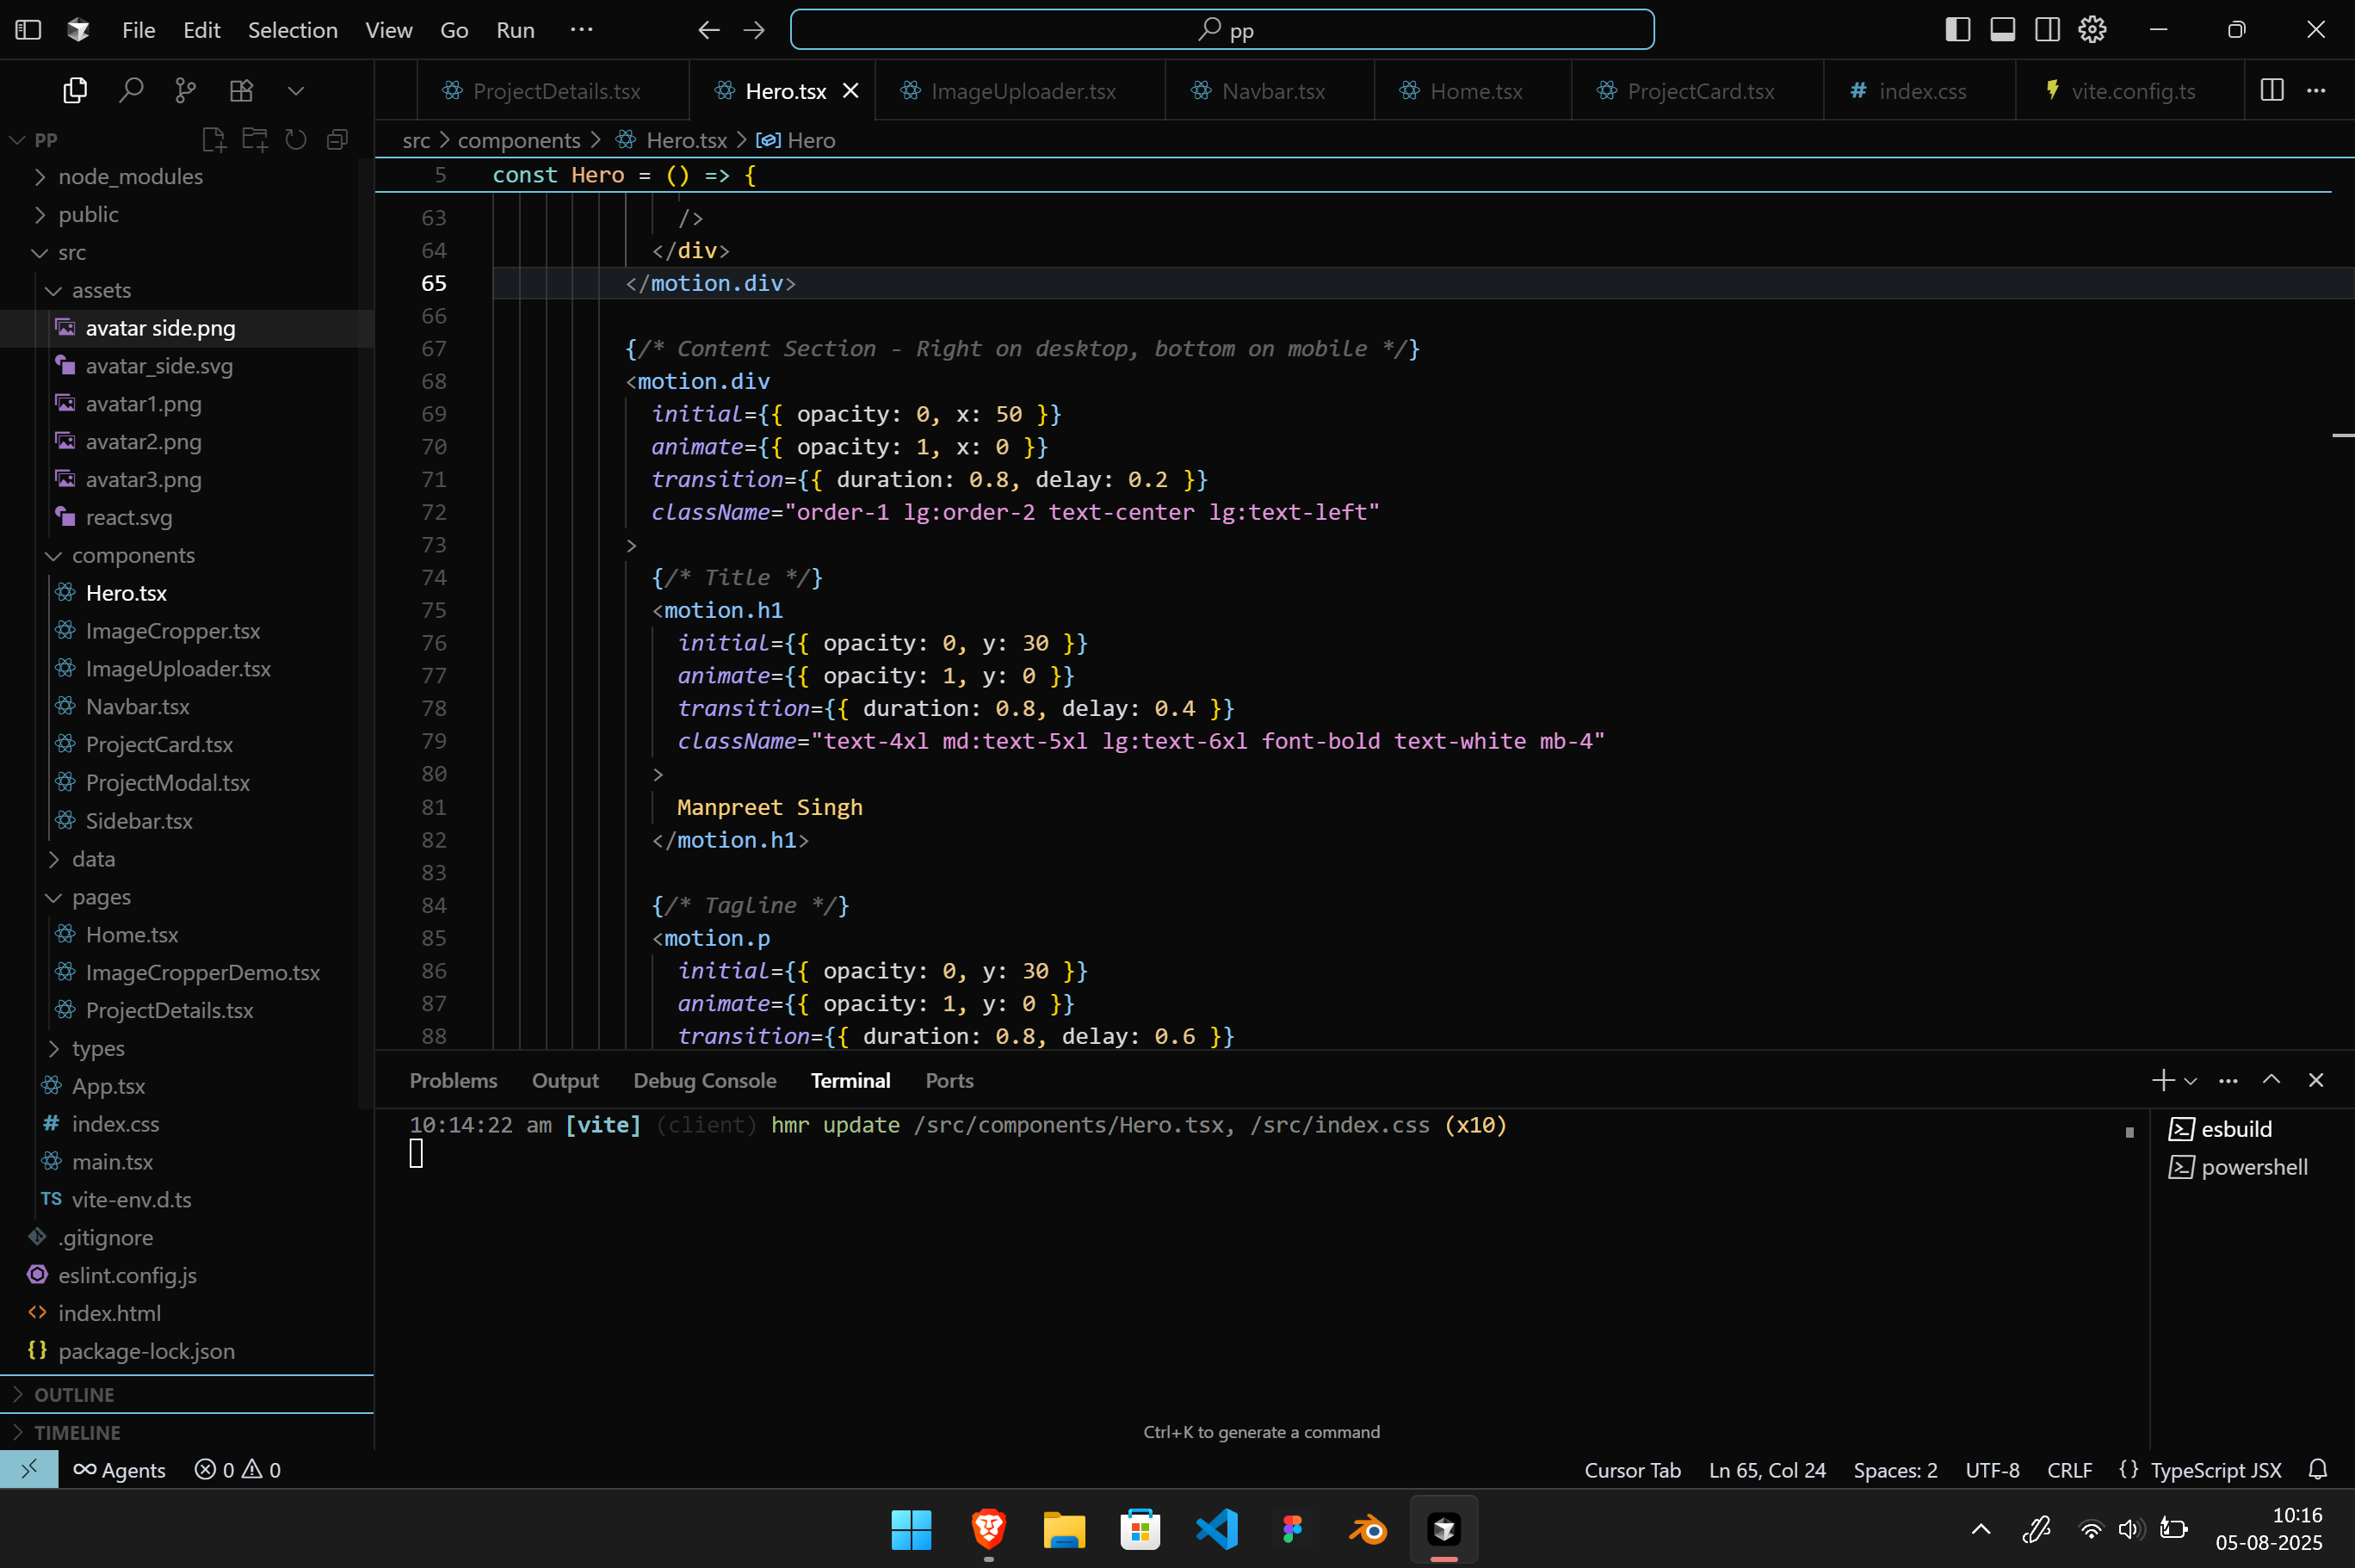 File Edit Selection View Go Run ··· pp
ProjectDetails.tsx Hero.tsx ImageUploader.tsx Navbar.tsx Home.tsx ProjectCard.tsx # index.css vite.config.ts
PP
node_modules
public
src
assets
avatar side.png
avatar_side.svg
avatar1.png
avatar2.png
avatar3.png
react.svg
components
Hero.tsx
ImageCropper.tsx
ImageUploader.tsx
Navbar.tsx
ProjectCard.tsx
ProjectModal.tsx
Sidebar.tsx
data
pages
Home.tsx
ImageCropperDemo.tsx
ProjectDetails.tsx
types
App.tsx
# index.css
main.tsx
TS vite-env.d.ts
.gitignore
eslint.config.js
<> index.html
{} package-lock.json
OUTLINE
TIMELINE
src > components > Hero.tsx > Hero
5 const Hero = () => {
63 />
64 </div>
65 </motion.div>
66
67 {/* Content Section - Right on desktop, bottom on mobile */}
68 <motion.div
69 initial={{ opacity: 0, x: 50 }}
70 animate={{ opacity: 1, x: 0 }}
71 transition={{ duration: 0.8, delay: 0.2 }}
72 className="order-1 lg:order-2 text-center lg:text-left"
73 >
74 {/* Title */}
75 <motion.h1
76 initial={{ opacity: 0, y: 30 }}
77 animate={{ opacity: 1, y: 0 }}
78 transition={{ duration: 0.8, delay: 0.4 }}
79 className="text-4xl md:text-5xl lg:text-6xl font-bold text-white mb-4"
80 >
81 Manpreet Singh
82 </motion.h1>
83
84 {/* Tagline */}
85 <motion.p
86 initial={{ opacity: 0, y: 30 }}
87 animate={{ opacity: 1, y: 0 }}
88 transition={{ duration: 0.8, delay: 0.6 }}
Problems Output Debug Console Terminal Ports
10:14:22 am [vite] (client) hmr update /src/components/Hero.tsx, /src/index.css (x10)
esbuild
powershell
Ctrl+K to generate a command
Agents 0 0 Cursor Tab Ln 65, Col 24 Spaces: 2 UTF-8 CRLF {} TypeScript JSX
10:16
05-08-2025